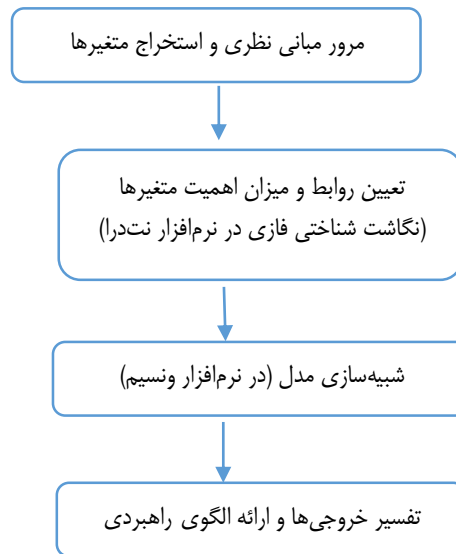 مرور مبانی نظری و استخراج متغیرها
تعیین روابط و میزان اهمیت متغیرها
(نگاشت شناختی فازی در نرم‌افزار نت‌درا)
شبیه‌سازی مدل (در نرم‌افزار ونسیم)
تفسیر خروجی‌ها و ارائه الگوی راهبردی